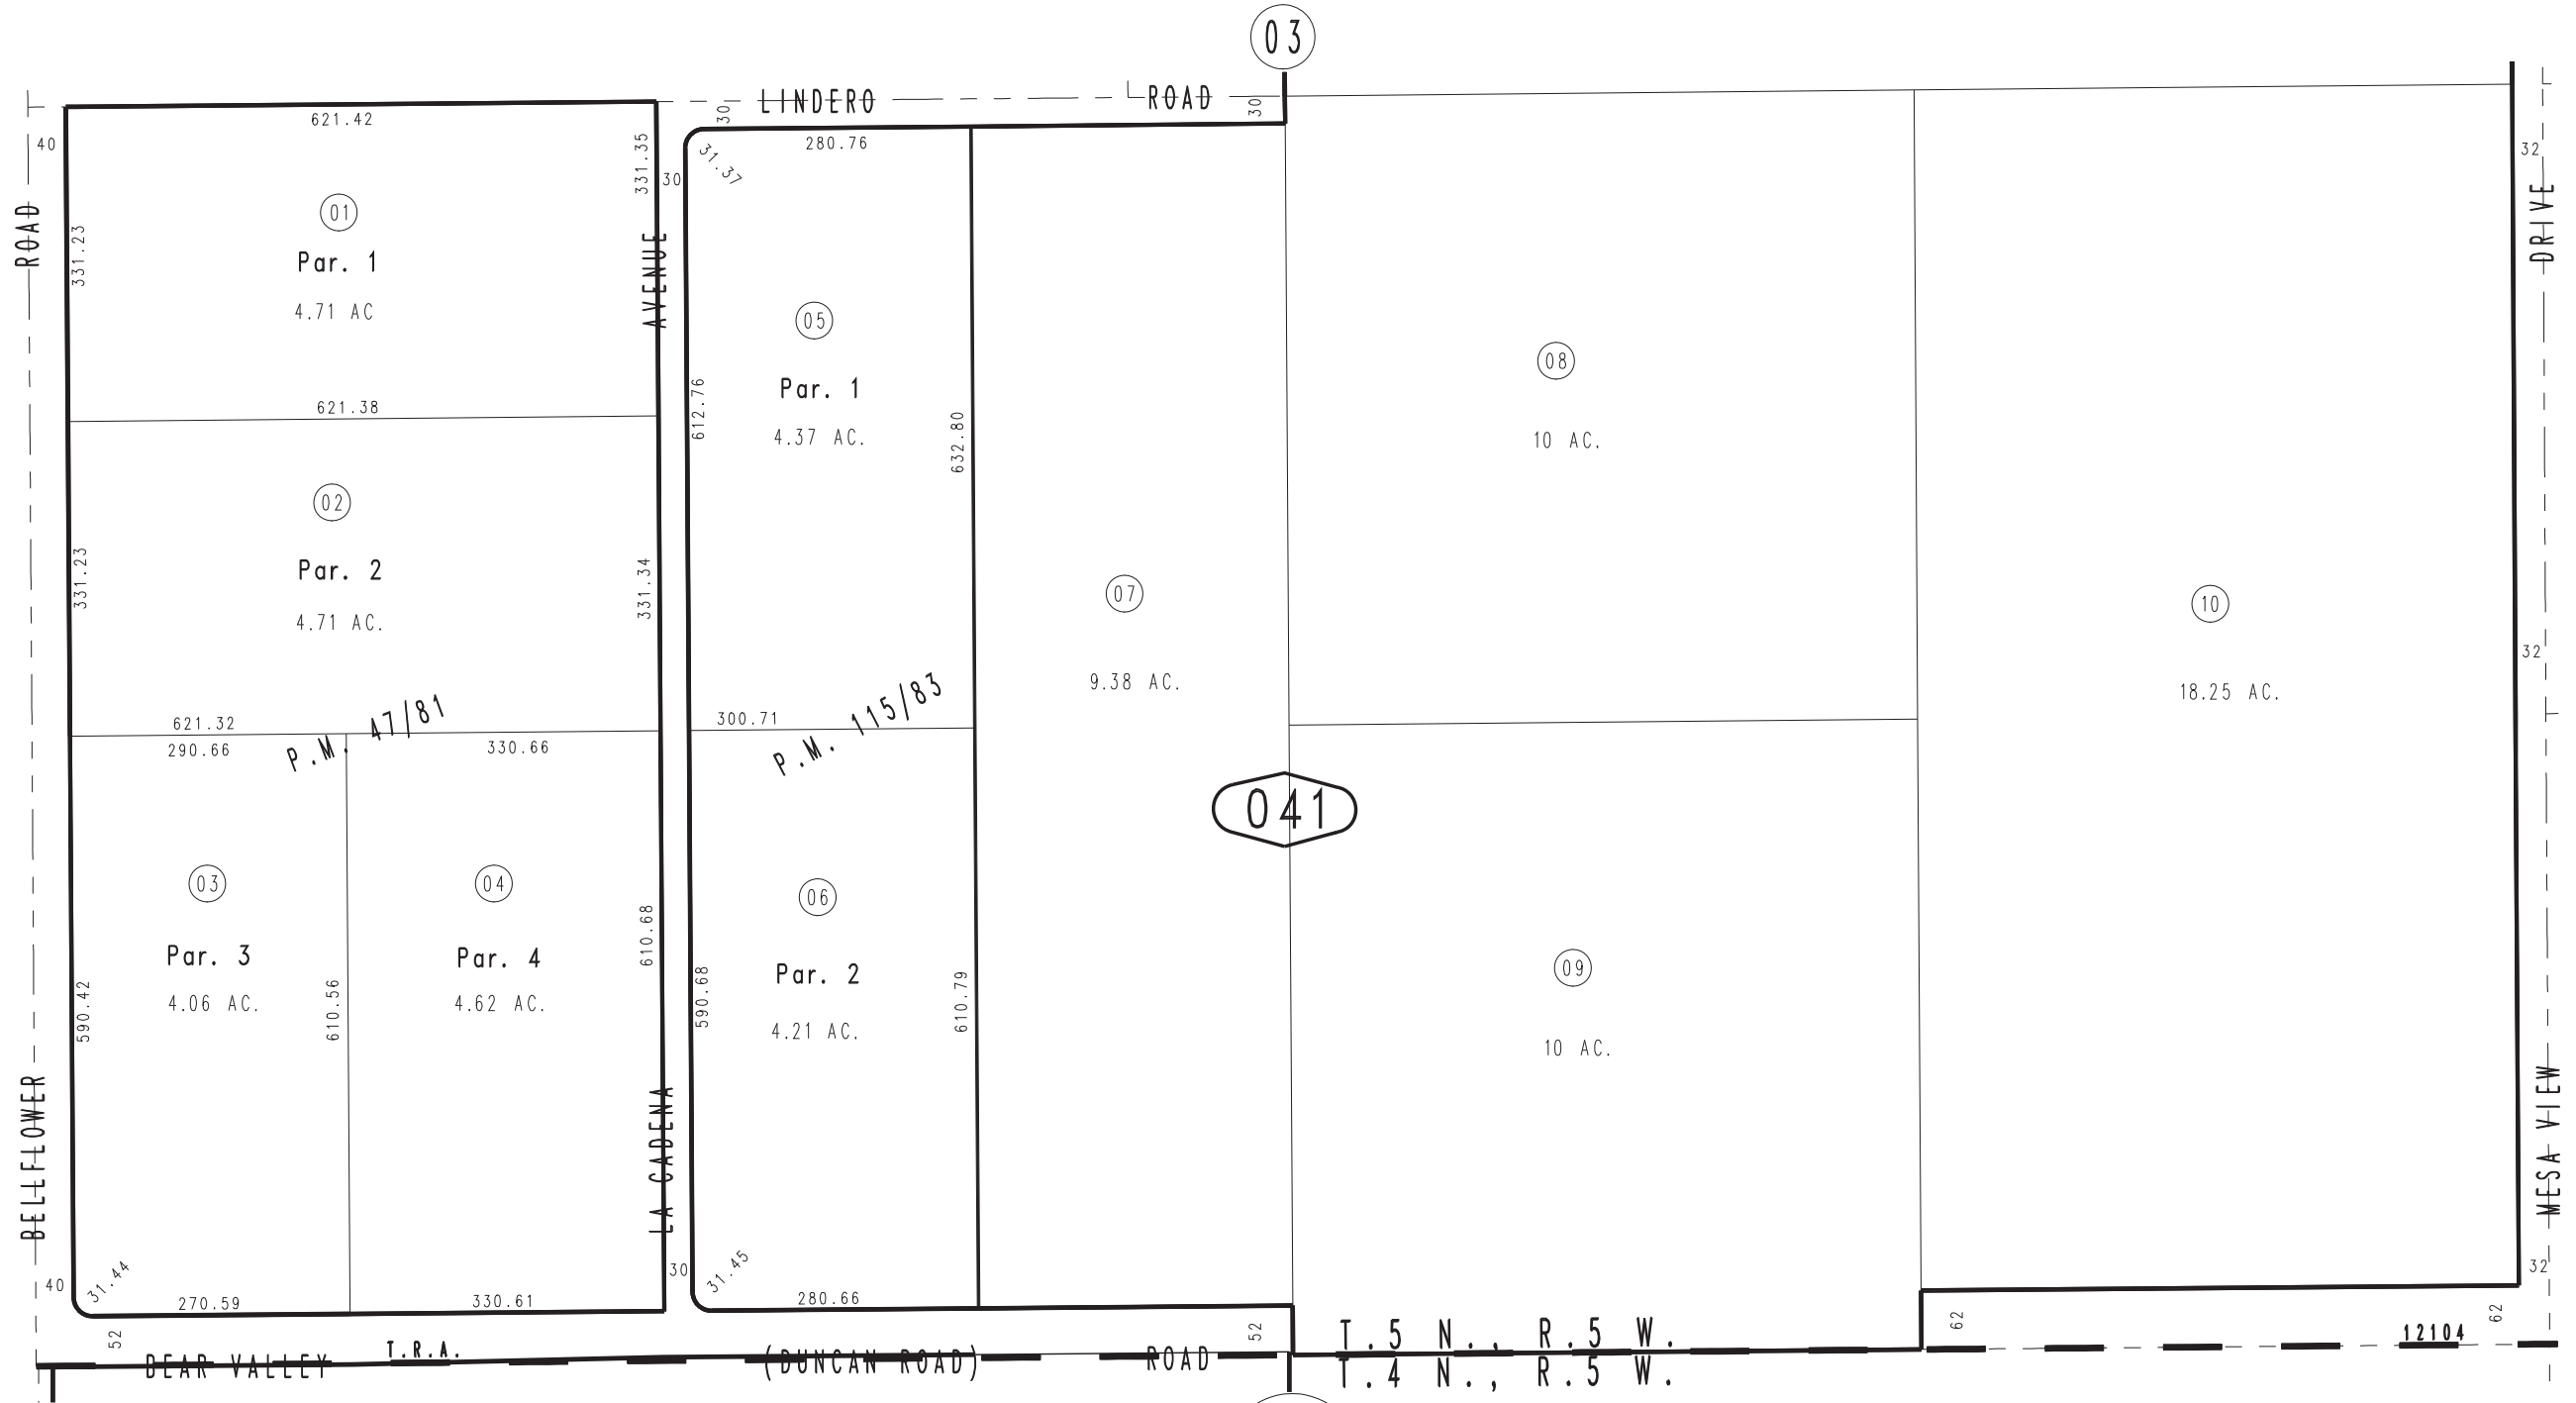 03
LINDERO ROAD
30
30
621.42
40
331.35
30
31.37
280.76
32
ROAD
DRIVE
01
331.23
Par. 1
4.71 AC
AVENUE
05
08
612.76
Par. 1
632.80
4.37 AC.
10 AC.
621.38
02
331.23
Par. 2
331.34
4.71 AC.
07
9.38 AC.
10
18.25 AC.
32
621.32
P.M. 47/81
290.66
330.66
300.71
P.M. 115/83
041
03
04
06
610.68
Par. 3
Par. 4
Par. 2
590.42
4.06 AC.
610.56
4.62 AC.
590.68
4.21 AC.
610.79
09
10 AC.
BELLFLOWER
LA CADENA
MESA VIEW
40
31.44
270.59
330.61
30
31.45
280.66
32
52
52
62
62
T.R.A.
12104
T.5 N., R.5 W.
BEAR VALLEY (DUNCAN ROAD) ROAD
T.4 N., R.5 W.